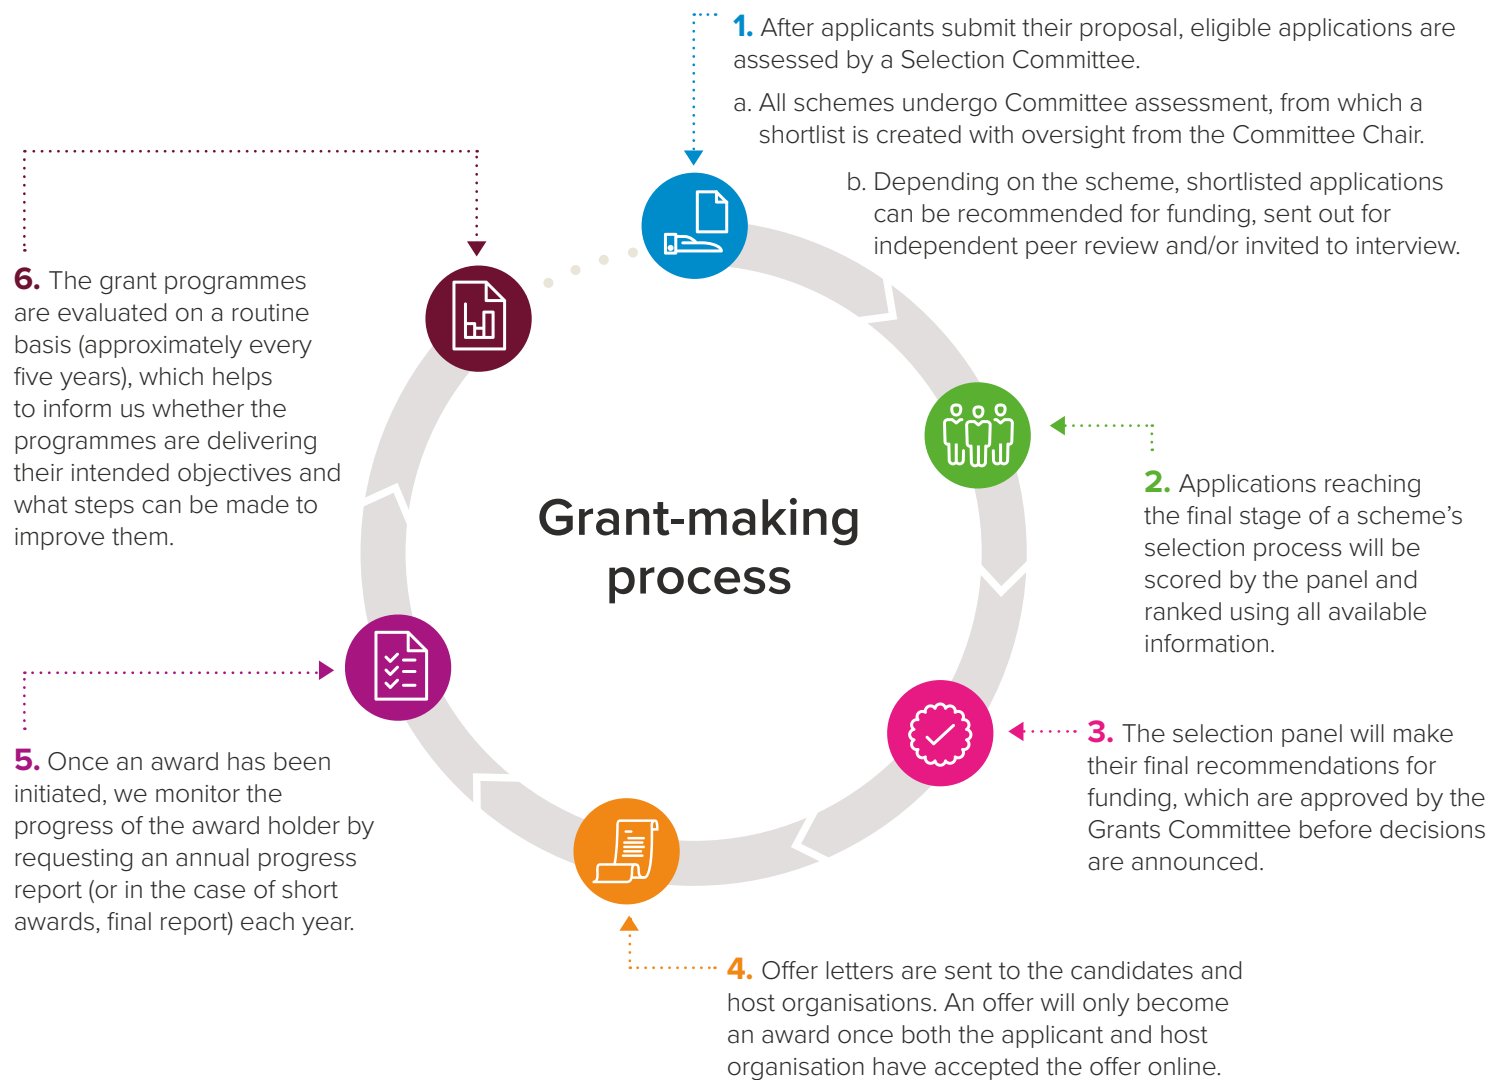 1. After applicants submit their proposal, eligible applications are
assessed by a Selection Committee.
a. All schemes undergo Committee assessment, from which a
shortlist is created with oversight from the Committee Chair.
b. Depending on the scheme, shortlisted applications
can be recommended for funding, sent out for
independent peer review and/or invited to interview.
2. Applications reaching
the final stage of a scheme’s
selection process will be
scored by the panel and
ranked using all available
information.
3. The selection panel will make
their final recommendations for
funding, which are approved by the
Grants Committee before decisions
are announced.
4. Offer letters are sent to the candidates and
host organisations. An offer will only become
an award once both the applicant and host
organisation have accepted the offer online.
5. Once an award has been
initiated, we monitor the
progress of the award holder by
requesting an annual progress
report (or in the case of short
awards, final report) each year.
6. The grant programmes
are evaluated on a routine
basis (approximately every
five years), which helps
to inform us whether the
programmes are delivering
their intended objectives and
what steps can be made to
improve them.
Grant-making
process